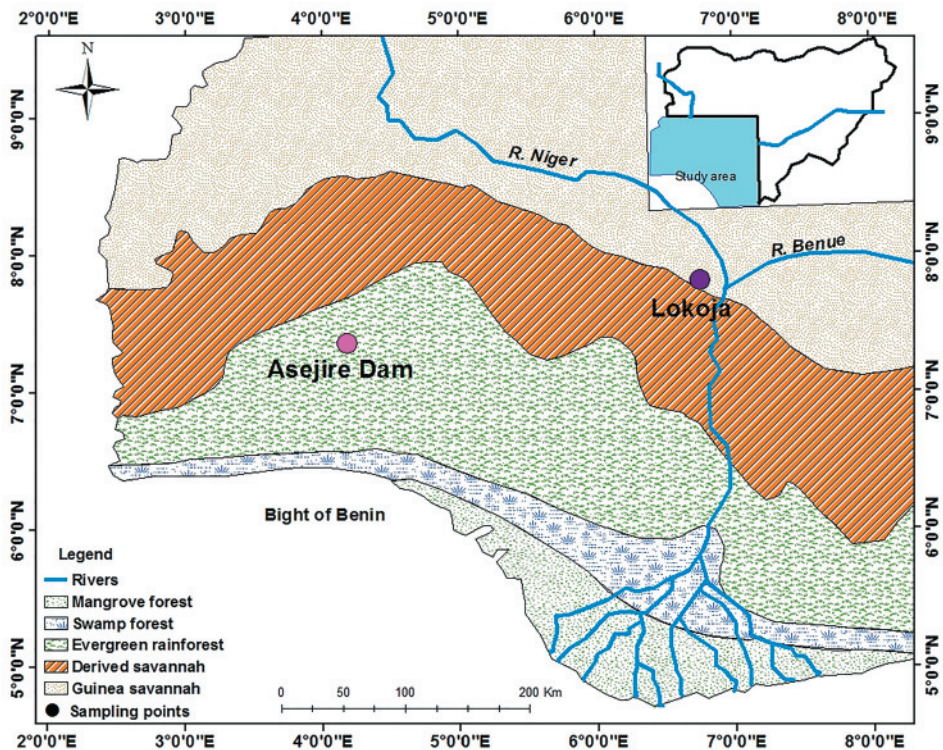 2°0'0"E 3°0'0"E 4°0'0"E 5°0'0"E 6°0'0"E 7°0'0"E 8°0'0"E
N
9°0'0"N
8°0'0"N
7°0'0"N
6°0'0"N
5°0'0"N
R. Niger
Study area
R. Benue
Lokoja
Asejire Dam
Bight of Benin
Legend
Rivers
Mangrove forest
Swamp forest
Evergreen rainforest
Derived savannah
Guinea savannah
Sampling points
0 50 100 200 Km
9°0'0"N
8°0'0"N
7°0'0"N
6°0'0"N
5°0'0"N
2°0'0"E 3°0'0"E 4°0'0"E 5°0'0"E 6°0'0"E 7°0'0"E 8°0'0"E